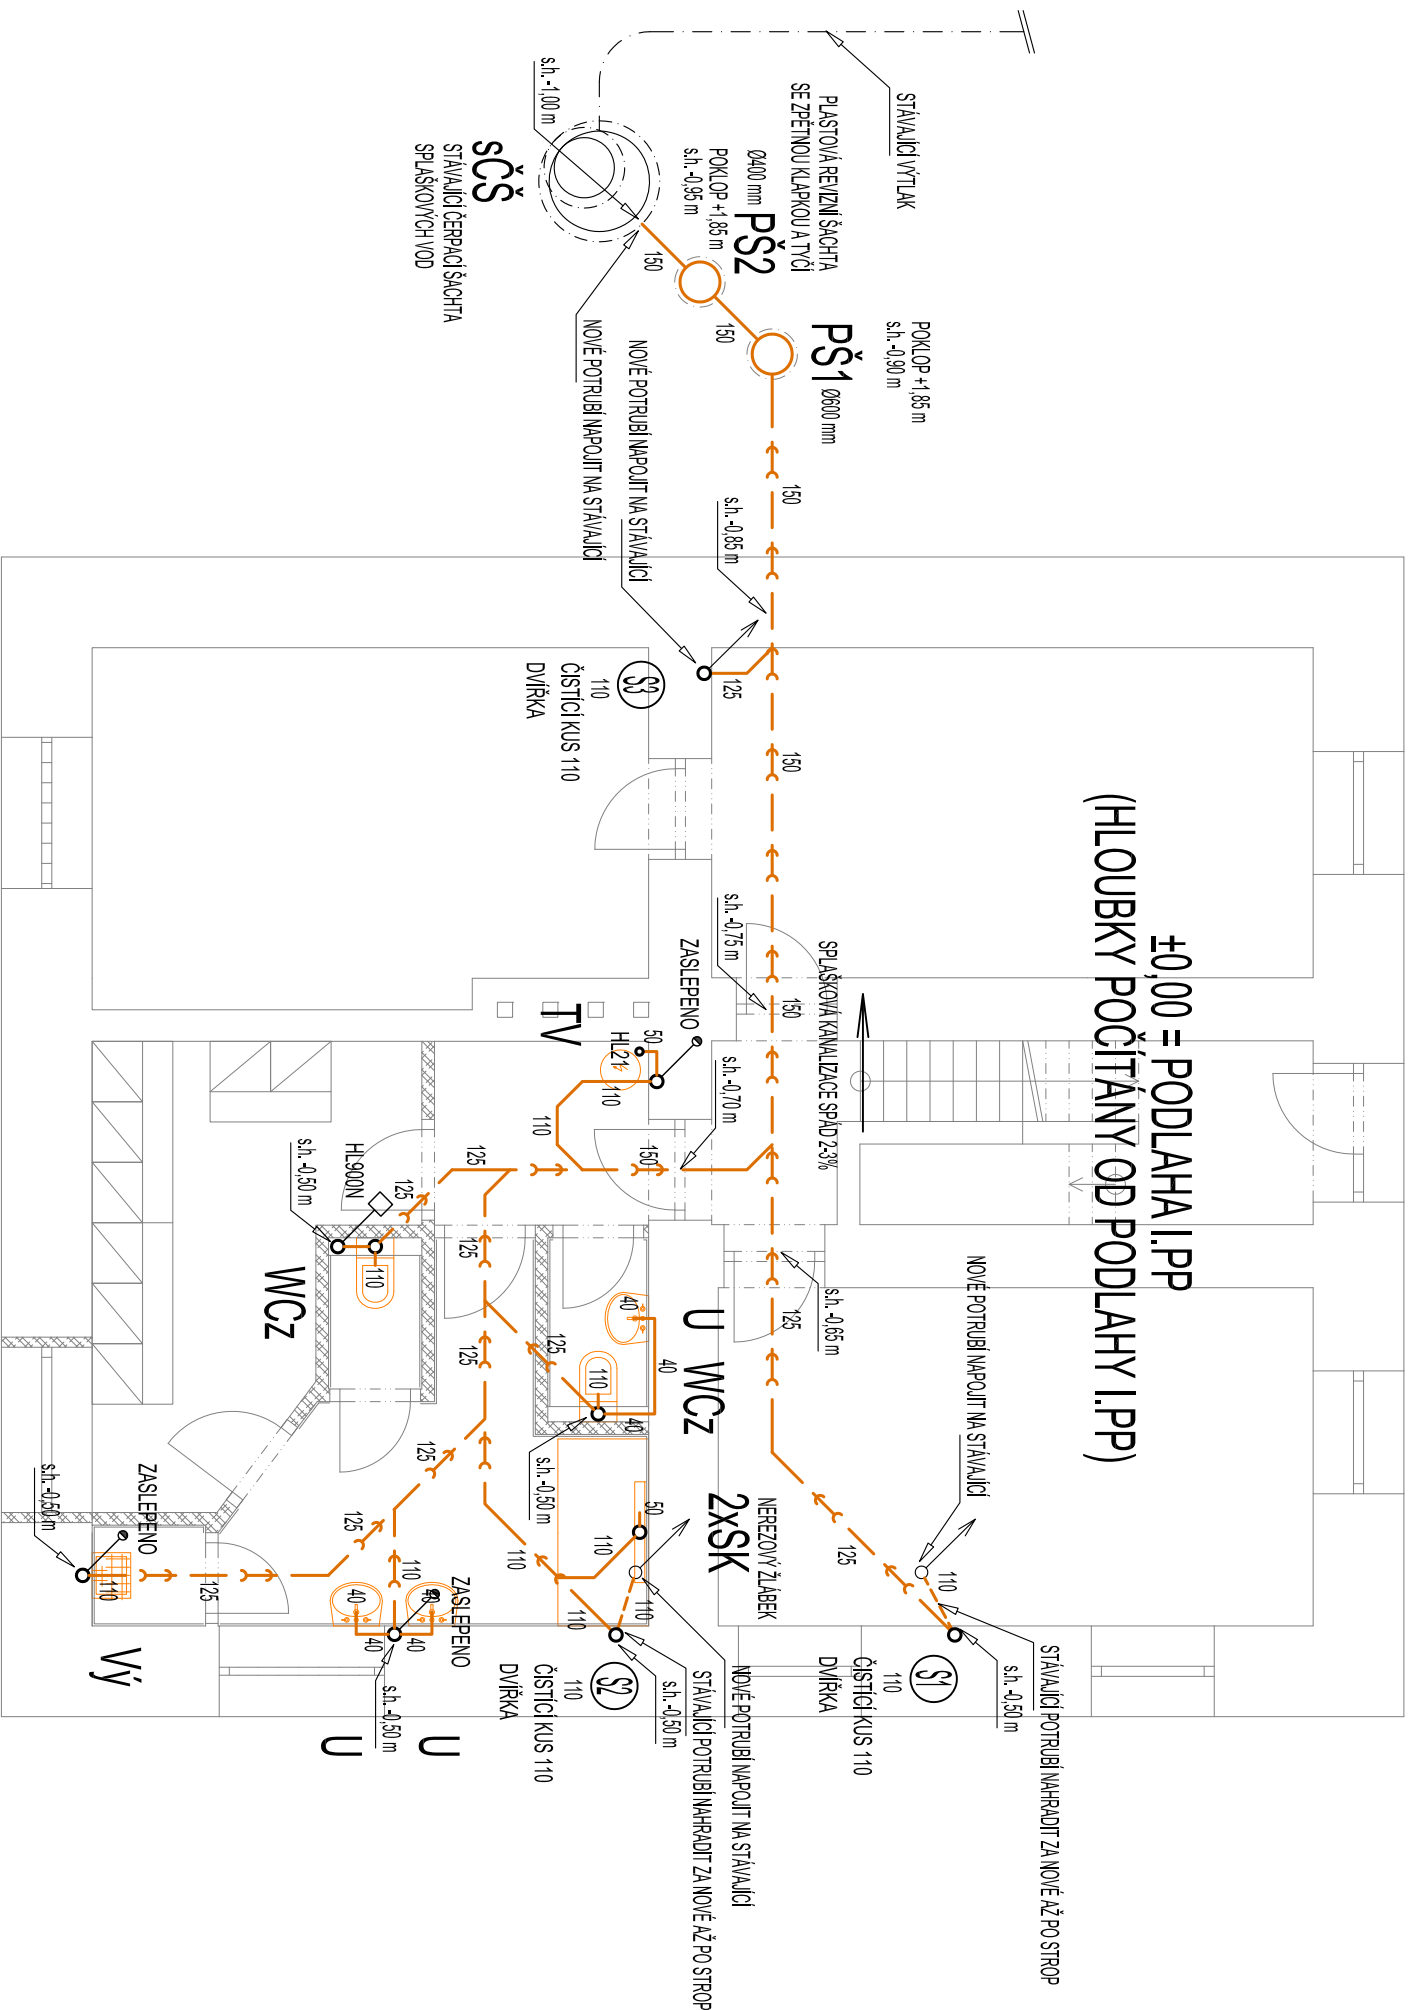 ±0,00 = PODLAHA I.PP
(HLOUBKY POČÍTÁNY OD PODLAHY I.PP)
STÁVAJÍCÍ VÝTLAK
PLASTOVÁ REVIZNÍ ŠACHTA
SE ZPĚTNOU KLAPKOU A TYČÍ
Ø400 mm
PŠ2
POKLOP +1,85 m
s.h. -0,95 m
s.h. -1,00 m
sČŠ
STÁVAJÍCÍ ČERPACÍ ŠACHTA
SPLAŠKOVÝCH VOD
150
150
POKLOP +1,85 m
s.h. -0,90 m
PŠ1
Ø600 mm
NOVÉ POTRUBÍ NAPOJIT NA STÁVAJÍCÍ
NOVÉ POTRUBÍ NAPOJIT NA STÁVAJÍCÍ
150
s.h. -0,85 m
125
S3
110
ČISTÍCÍ KUS 110
DVÍŘKA
150
s.h. -0,75 m
SPLAŠKOVÁ KANALIZACE SPÁD 2-3%
150
ZASLEPENO
TV
HL21
50
110
110
s.h. -0,70 m
150
125
125
HL900N
s.h. -0,50 m
110
WCz
125
125
125
U
WCz
40
40
40
110
s.h. -0,50 m
s.h. -0,65 m
125
NOVÉ POTRUBÍ NAPOJIT NA STÁVAJÍCÍ
125
110
STÁVAJÍCÍ POTRUBÍ NAHRADIT ZA NOVÉ AŽ PO STROP
s.h. -0,50 m
S1
110
ČISTÍCÍ KUS 110
DVÍŘKA
NEREZOVÝ ŽLÁBEK
2xSK
50
110
110
110
110
NOVÉ POTRUBÍ NAPOJIT NA STÁVAJÍCÍ
STÁVAJÍCÍ POTRUBÍ NAHRADIT ZA NOVÉ AŽ PO STROP
s.h. -0,50 m
S2
110
ČISTÍCÍ KUS 110
DVÍŘKA
125
125
110
ZASLEPENO
40
40
40
40
s.h. -0,50 m
U
U
ZASLEPENO
s.h. -0,50 m
110
125
Vý